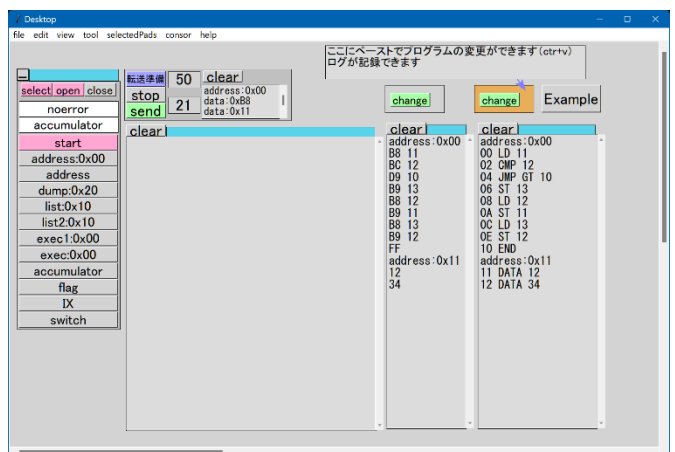 Desktop
file edit view tool selectedPads consor help
ここにペーストでプログラムの変更ができます(ctr+v)
ログが記録できます
select open close
noerror
accumulator
start
address:0x00
address
dump:0x20
list:0x10
list2:0x10
exec1:0x00
exec:0x00
accumulator
flag
IX
switch
転送準備 50 clear
stop
send 21
address:0x00
data:0xB8
data:0x11
change
change Example
clear
clear
address:0x00
B8 11
BC 12
D9 10
B9 13
B8 12
B9 11
B8 13
B9 12
FF
address:0x11
12
34
clear
address:0x00
00 LD 11
02 CMP 12
04 JMP GT 10
06 ST 13
08 LD 12
0A ST 11
0C LD 13
0E ST 12
10 END
address:0x11
11 DATA 12
12 DATA 34